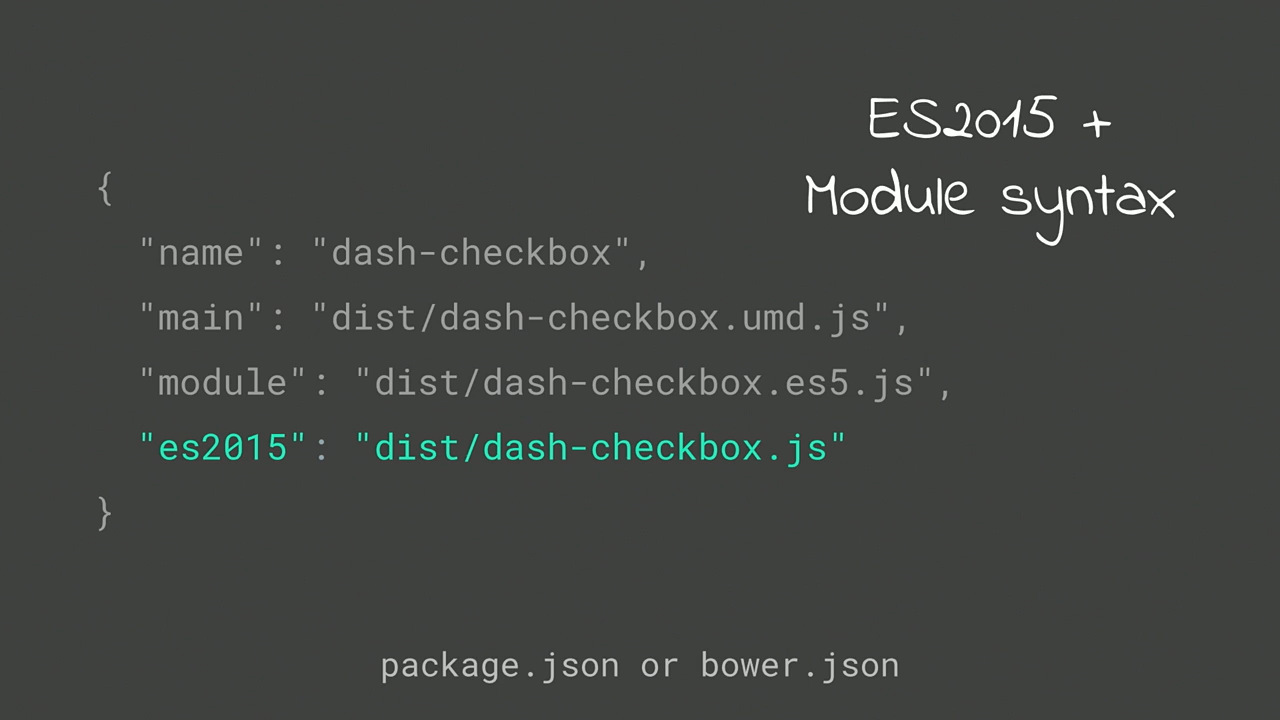 ES2015 +
Module syntax
{
  "name": "dash-checkbox",
  "main": "dist/dash-checkbox.umd.js",
  "module": "dist/dash-checkbox.es5.js",
  "es2015": "dist/dash-checkbox.js"
}
package.json or bower.json